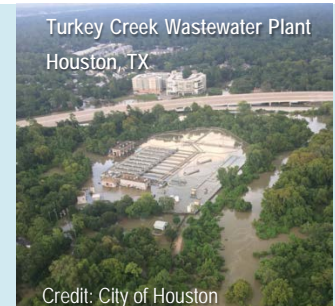 Turkey Creek Wastewater Plant
Houston, TX
Credit: City of Houston